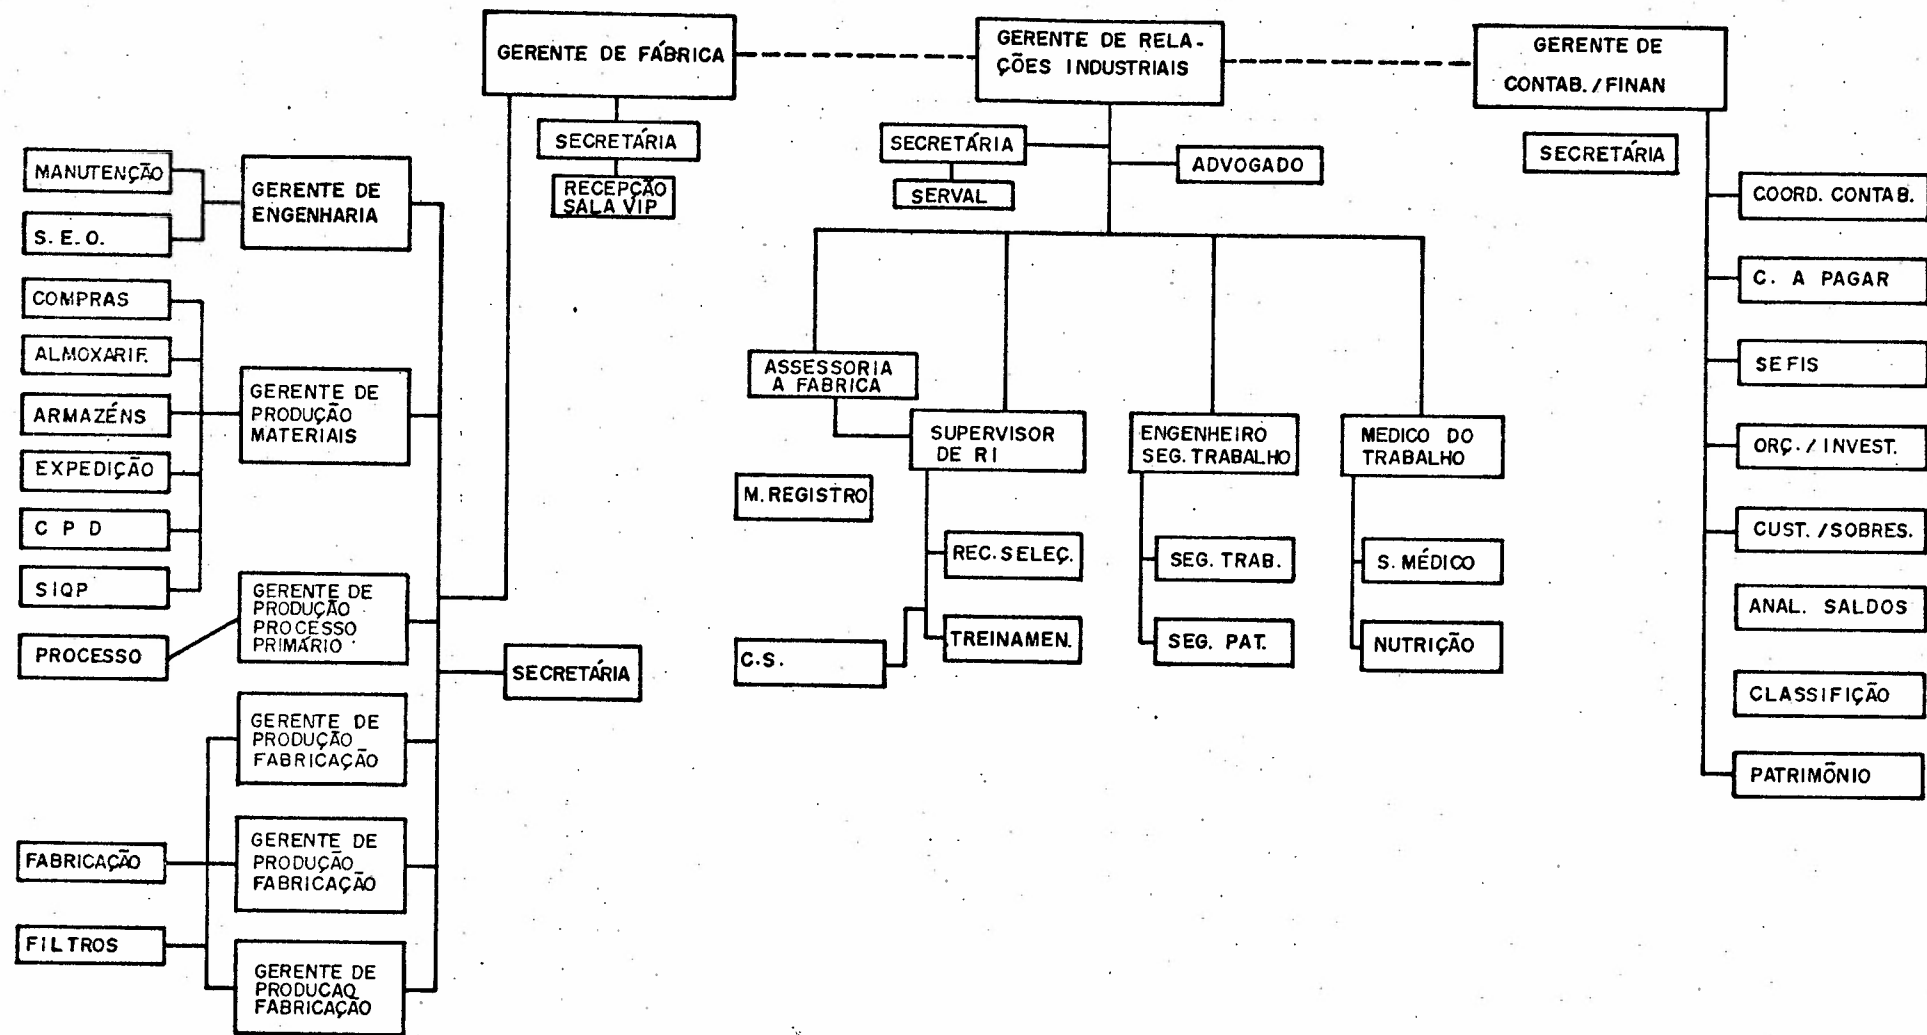 GERENTE DE FÁBRICA
GERENTE DE RELA-
ÇÕES INDUSTRIAIS
GERENTE DE
CONTAB./FINAN
SECRETÁRIA
RECEPÇÃO
SALA VIP
SECRETÁRIA
SERVAL
ADVOGADO
SECRETÁRIA
MANUTENÇÃO
S. E. O.
GERENTE DE
ENGENHARIA
COMPRAS
ALMOXARIF.
ARMAZÉNS
EXPEDIÇÃO
C P D
SIQP
GERENTE DE
PRODUÇÃO
MATERIAIS
PROCESSO
GERENTE DE
PRODUÇÃO
PROCESSO
PRIMÁRIO
SECRETÁRIA
GERENTE DE
PRODUÇÃO
FABRICAÇÃO
FABRICAÇÃO
GERENTE DE
PRODUÇÃO
FABRICAÇÃO
FILTROS
GERENTE DE
PRODUCAO
FABRICAÇÃO
ASSESSORIA
A FABRICA
SUPERVISOR
DE RI
ENGENHEIRO
SEG. TRABALHO
MEDICO DO
TRABALHO
M. REGISTRO
REC. SELEÇ.
TREINAMEN.
C.S.
SEG. TRAB.
SEG. PAT.
S. MÉDICO
NUTRIÇÃO
COORD. CONTAB.
C. A PAGAR
SEFIS
ORÇ. / INVEST.
CUST. /SOBRES.
ANAL. SALDOS
CLASSIFIÇÃO
PATRIMÕNIO